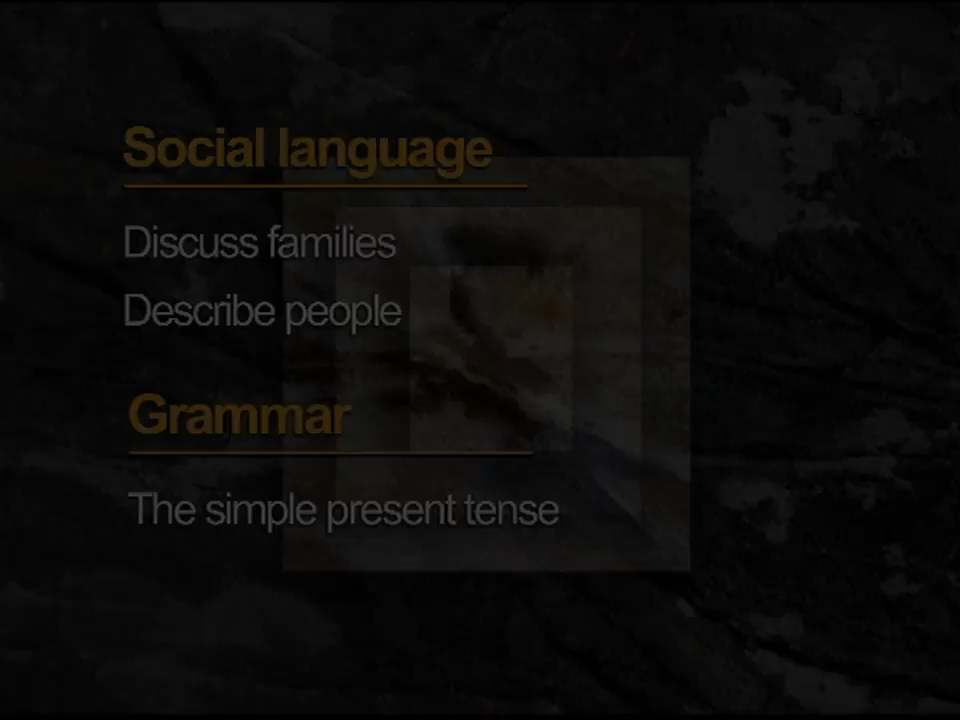 Social language
Discuss families
Describe people
Grammar
The simple present tense